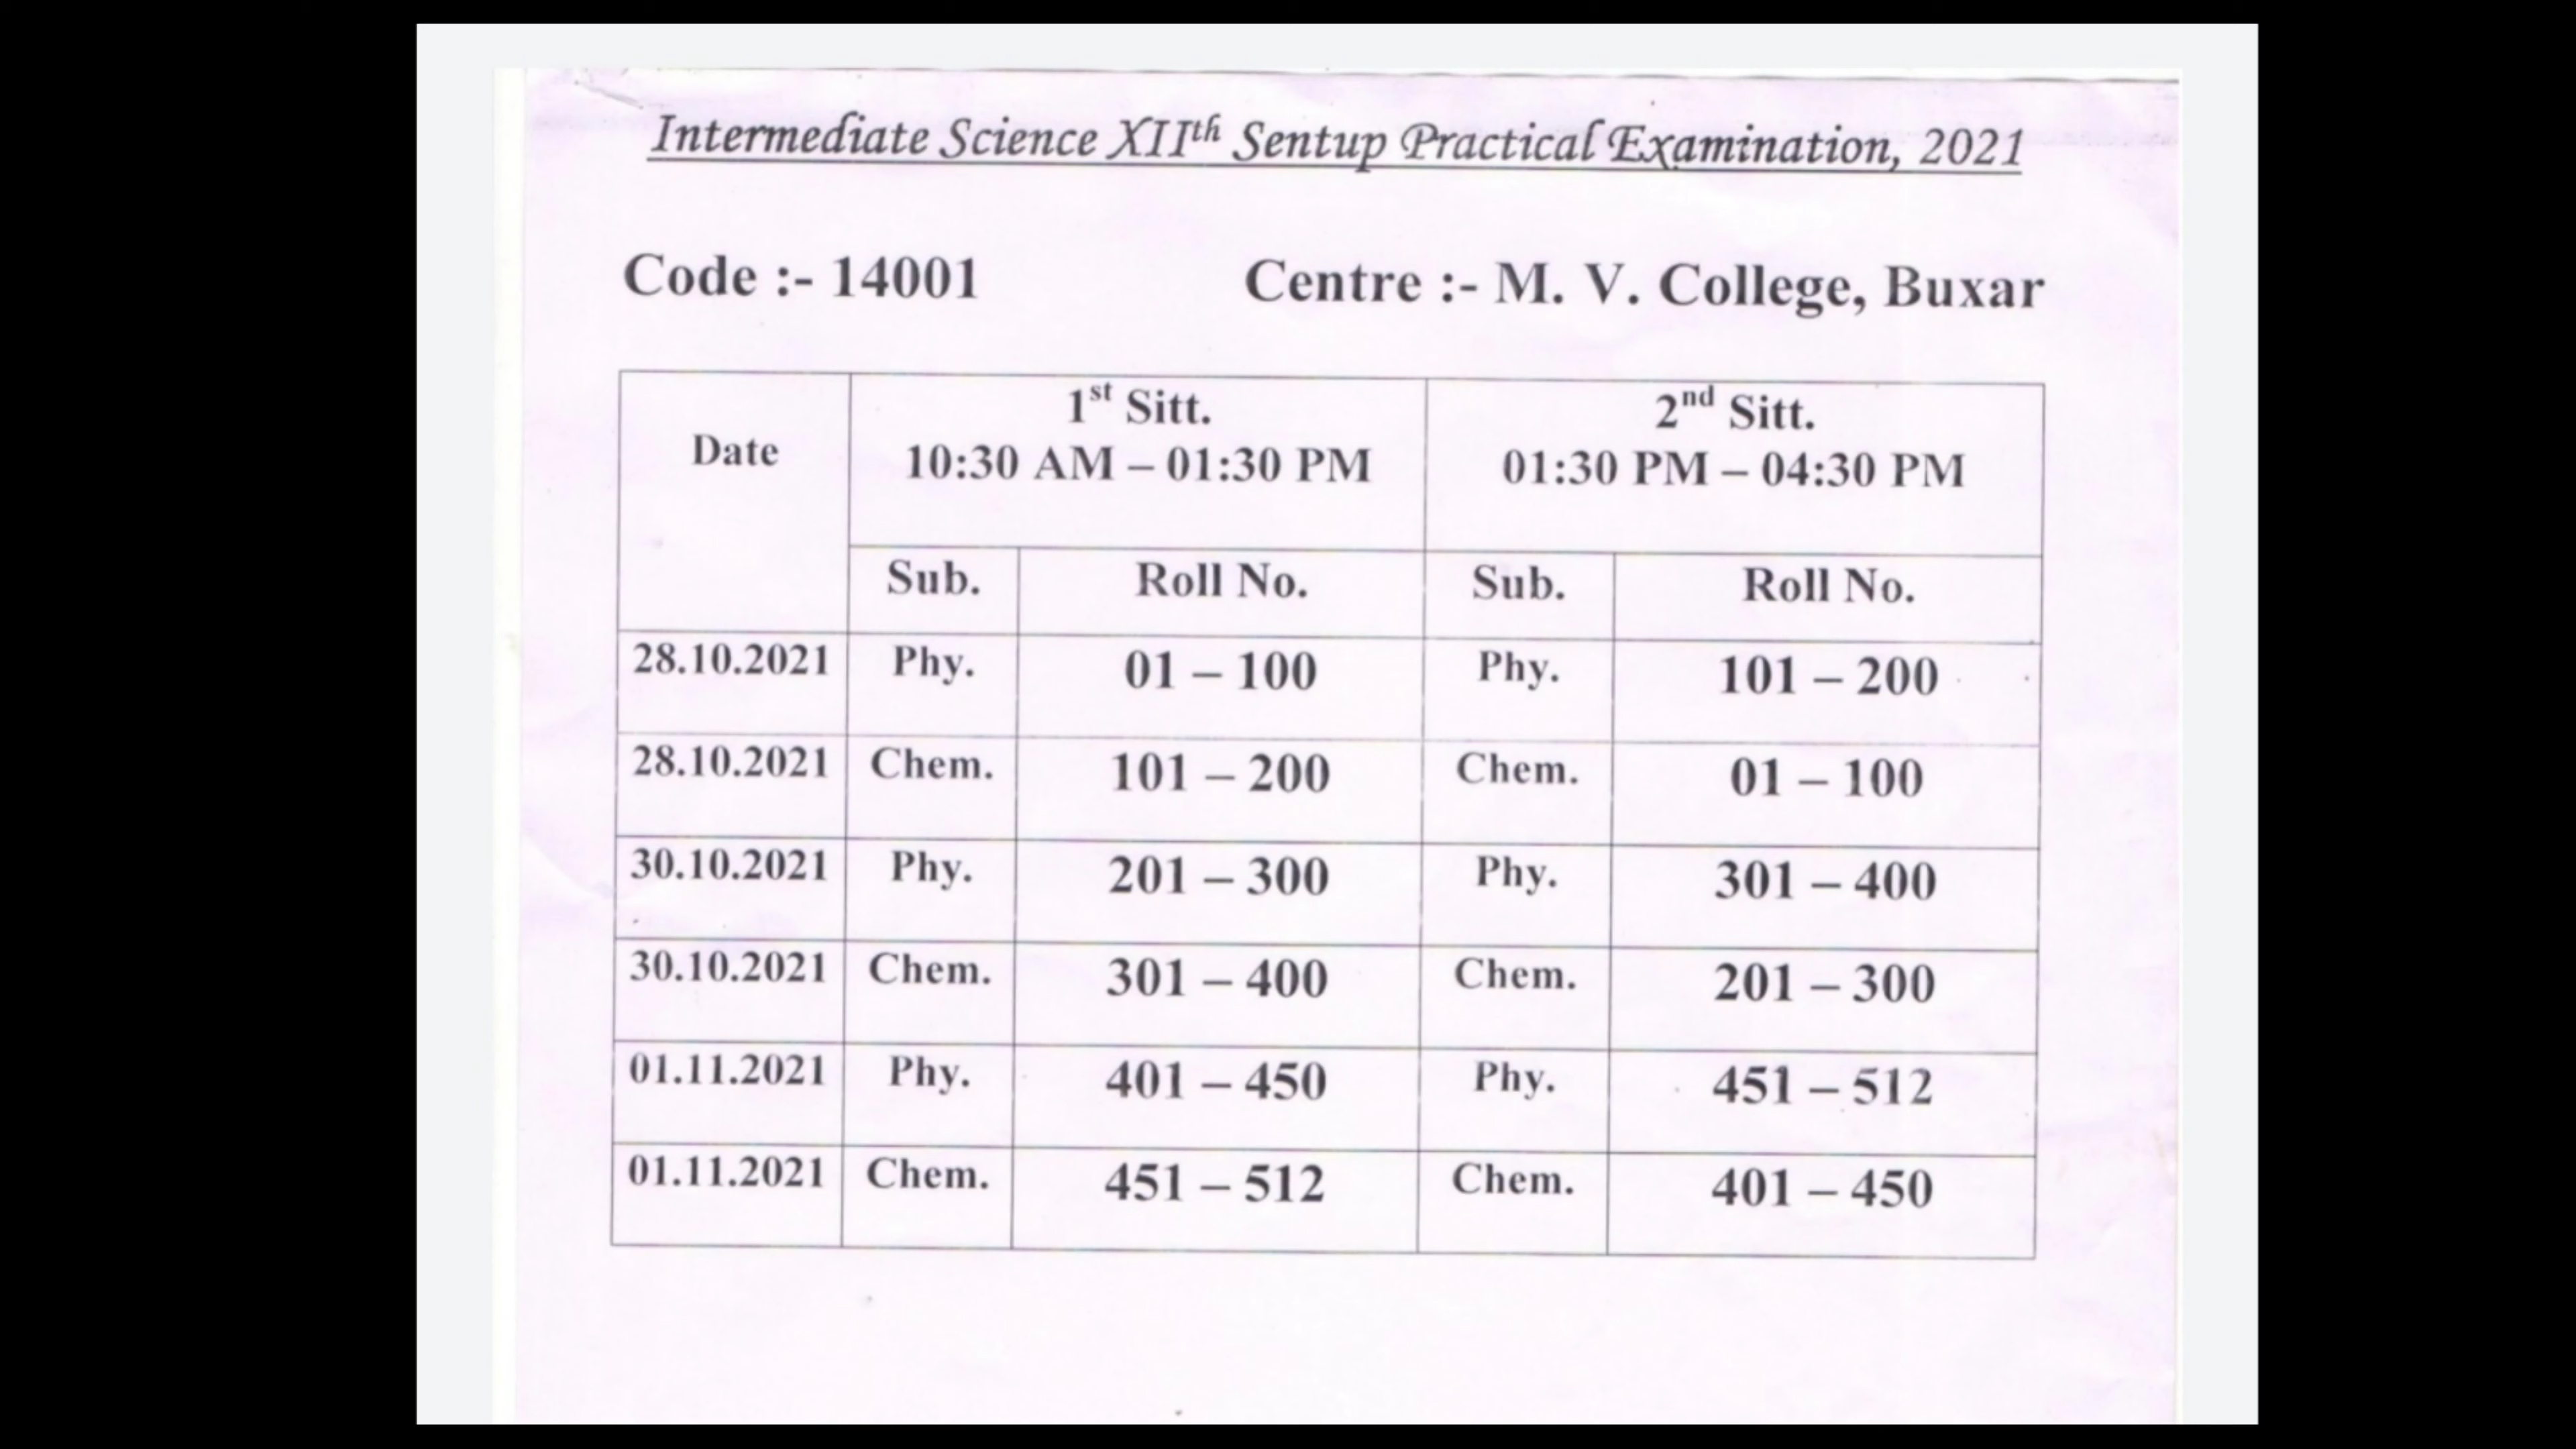 Intermediate Science XIIth Sentup Practical Examination, 2021
Code :- 14001 Centre :- M. V. College, Buxar
Date 1st Sitt. 10:30 AM – 01:30 PM 2nd Sitt. 01:30 PM – 04:30 PM
Sub. Roll No. Sub. Roll No.
28.10.2021 Phy. 01 – 100 Phy. 101 – 200
28.10.2021 Chem. 101 – 200 Chem. 01 – 100
30.10.2021 Phy. 201 – 300 Phy. 301 – 400
30.10.2021 Chem. 301 – 400 Chem. 201 – 300
01.11.2021 Phy. 401 – 450 Phy. 451 – 512
01.11.2021 Chem. 451 – 512 Chem. 401 – 450